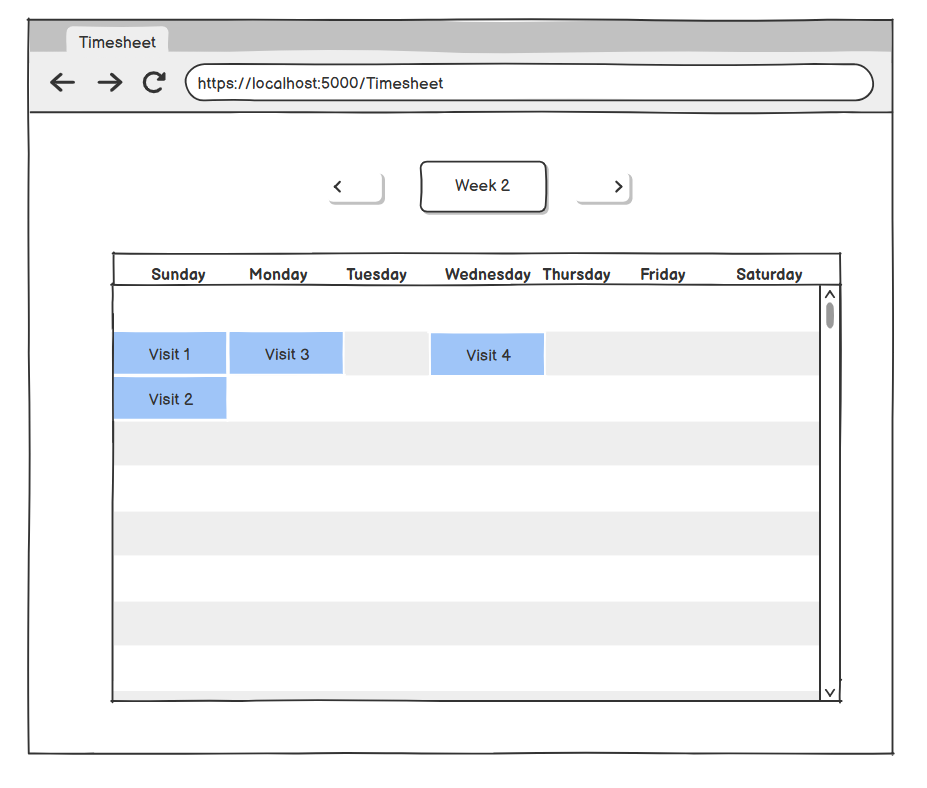 Timesheet
https://localhost:5000/Timesheet
Week 2
Sunday Monday Tuesday Wednesday Thursday Friday Saturday
Visit 1 Visit 3 Visit 4
Visit 2